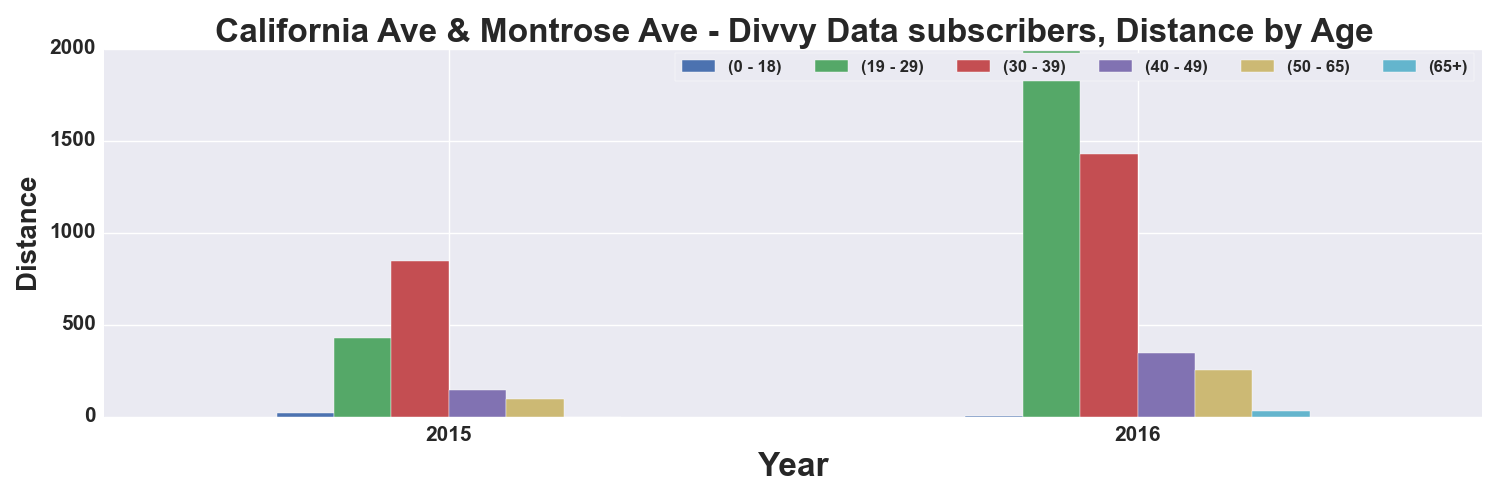 California Ave & Montrose Ave - Divvy Data subscribers, Distance by Age
2000
1500
1000
500
0
Distance
(0 - 18) (19 - 29) (30 - 39) (40 - 49) (50 - 65) (65+)
2015 2016
Year